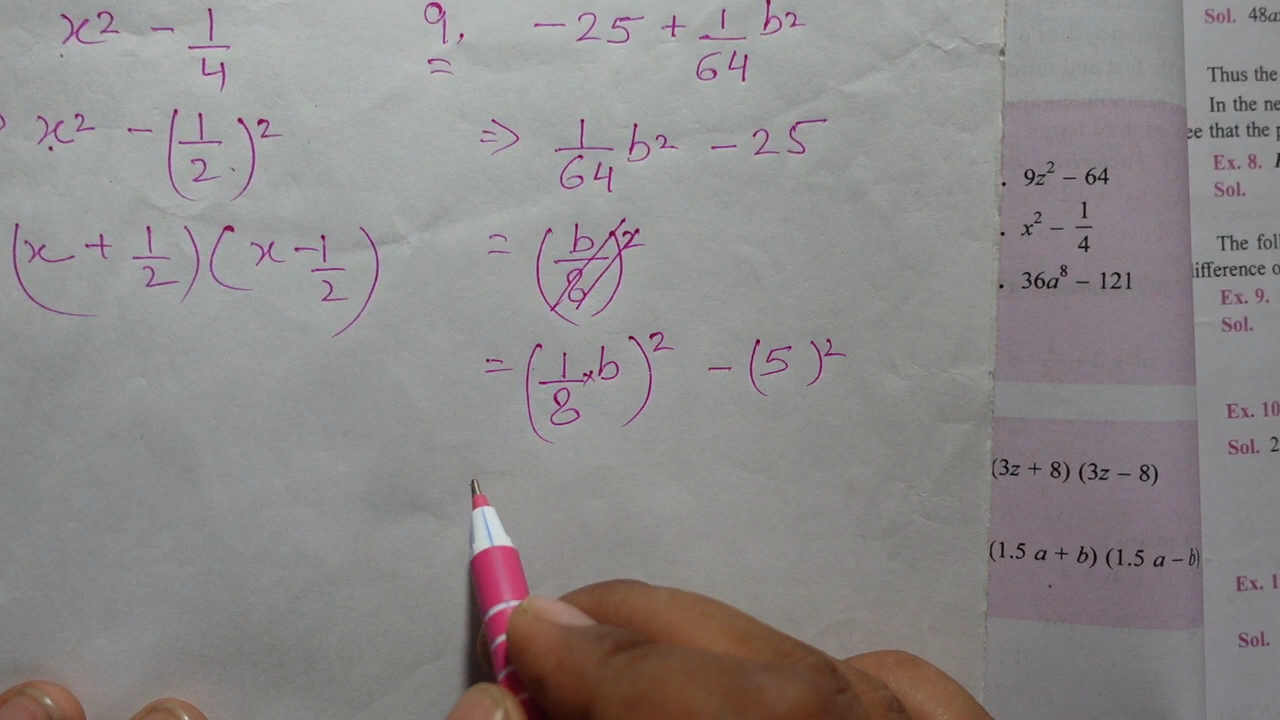 x² - 1/4
x² - (1/2)²
(x + 1/2)(x - 1/2)
9. -25 + 1/64 b²
⇒ 1/64 b² - 25
= (b/8)²
= (1/8 × b)² - (5)²
. 9z² – 64
. x² – 1/4
. 36a⁸ – 121
(3z + 8) (3z – 8)
(1.5 a + b) (1.5 a – b)
Sol. 48a
Thus the
In the ne
ee that the p
Ex. 8.
Sol.
The fol
ifference o
Ex. 9.
Sol.
Ex. 10
Sol. 2
Ex. 1
Sol.